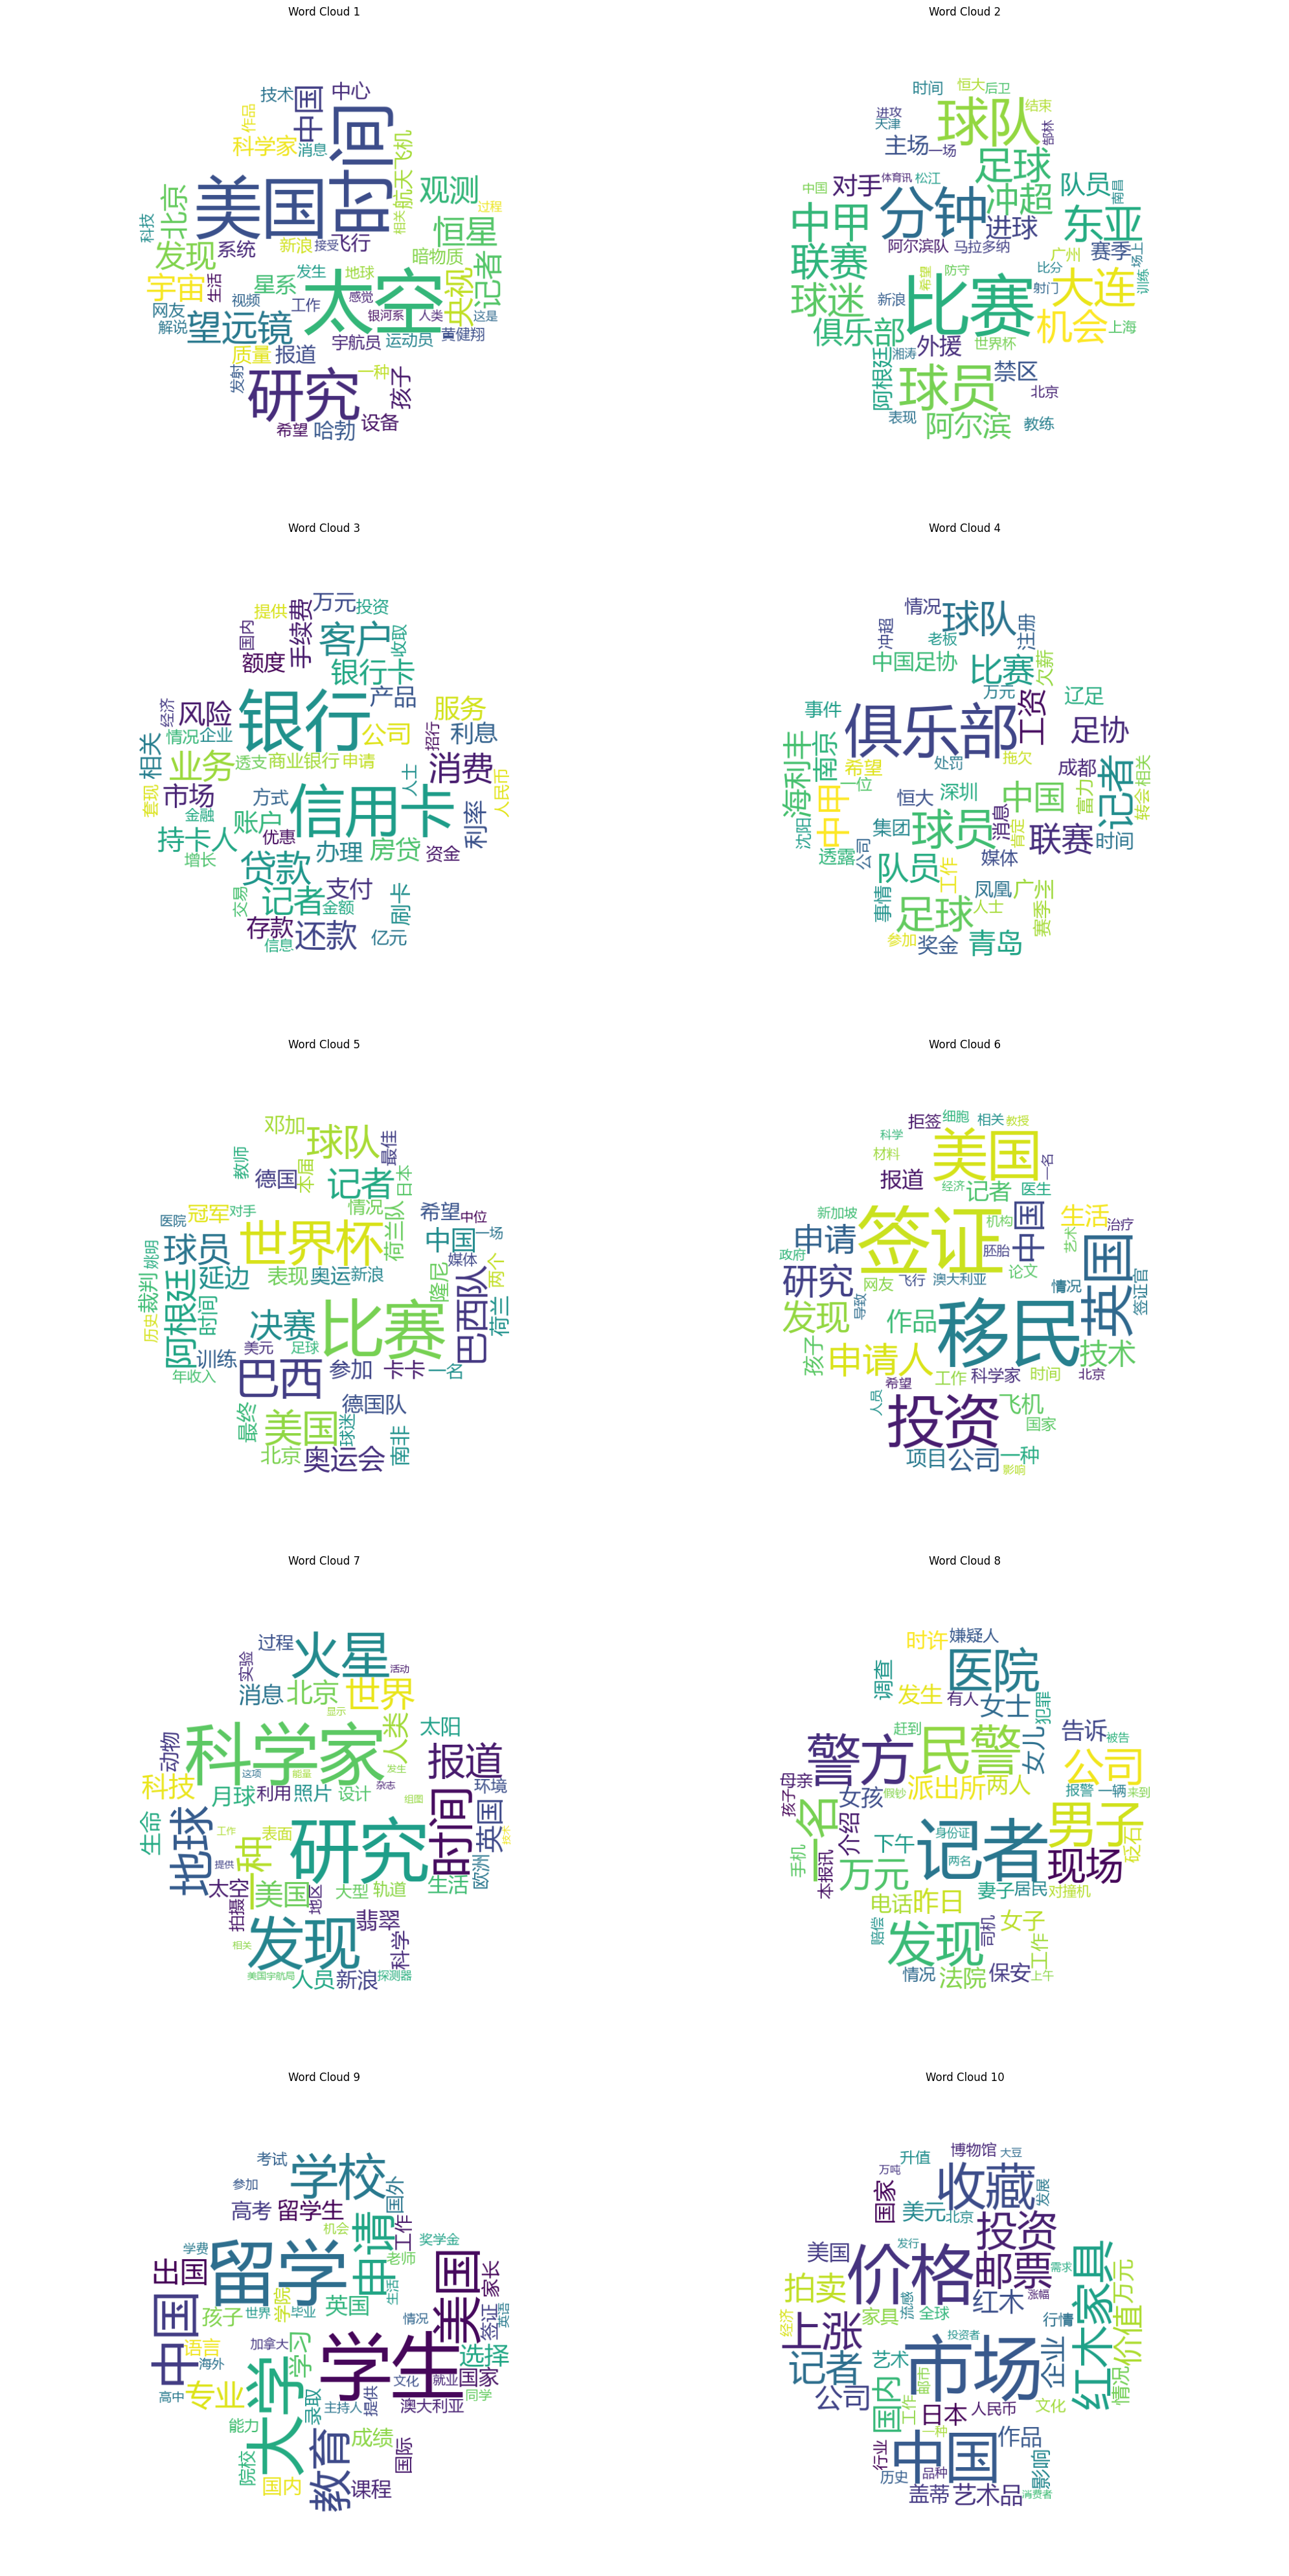 Word Cloud 1
Word Cloud 2
技术
中国
中心
作品
时间
科学家
消息
航天飞机
美国
观测
过程
北京
科技
相关
恒星
发现
系统
新浪
接受
飞行
暗物质
记者
宇宙
生活
星系
发生
地球
太空
央视
网友
视频
工作
感觉
银河系
人类
这是
解说
望远镜
宇航员
运动员
黄健翔
质量
报道
发射
研究
一种
孩子
希望
哈勃
设备
时间
恒大
后卫
进攻
天津
球队
结束
郜林
主场
一场
足球
中国
对手
体育讯
松江
队员
南昌
中甲
分钟
冲超
进球
东亚
联赛
阿尔滨队
马拉多纳
广州
赛季
场上
球迷
新浪
希望
防守
比赛
比分
射门
大连
训练
俱乐部
机会
上海
阿根廷
湘涛
外援
世界杯
球员
禁区
北京
表现
阿尔滨
教练
Word Cloud 3
Word Cloud 4
提供
手续费
万元
投资
国内
客户
收取
额度
银行卡
经济
风险
银行
产品
服务
情况
企业
公司
招行
利息
相关
业务
透支
商业银行
申请
消费
套现
市场
方式
信用卡
人士
人民币
金融
利率
持卡人
账户
优惠
增长
贷款
办理
房贷
资金
交易
记者
支付
金额
刷卡
存款
还款
信息
亿元
情况
球队
冲超
老板
注册
中国足协
比赛
欠薪
万元
工资
辽足
事件
俱乐部
足协
海利丰
南京
希望
处罚
拖欠
成都
记者
相关
一位
中甲
恒大
深圳
中国
富力
转会
沈阳
集团
球员
消息
肯定
联赛
时间
透露
公司
队员
工作
媒体
事情
凤凰
广州
足球
人士
赛季
参加
奖金
青岛
Word Cloud 5
Word Cloud 6
邓加
球队
最佳
教师
德国
本届
记者
日本
医院
冠军
对手
情况
荷兰队
希望
中位
姚明
球员
世界杯
中国
一场
裁判
延边
表现
奥运
新浪
媒体
两个
历史
阿根廷
时间
决赛
比赛
隆尼
巴西队
荷兰
训练
美元
足球
年收入
巴西
参加
卡卡
一名
最终
美国
球迷
德国队
北京
奥运会
南非
拒签
细胞
相关
教授
科学
材料
美国
一名
报道
经济
记者
医生
新加坡
签证
机构
中国
生活
治疗
申请
政府
胚胎
艺术
英国
研究
网友
飞行
澳大利亚
论文
情况
签证官
发现
导致
作品
移民
技术
孩子
申请人
工作
科学家
时间
北京
人员
希望
投资
飞机
国家
项目
公司
一种
影响
Word Cloud 7
Word Cloud 8
过程
火星
活动
实验
消息
北京
世界
显示
动物
科学家
人类
太阳
科技
这项
能量
发生
报道
月球
利用
照片
设计
杂志
环境
生命
地球
组图
时间
英国
技术
工作
表面
一种
研究
提供
太空
美国
地区
大型
轨道
生活
欧洲
拍摄
相关
发现
翡翠
科学
美国宇航局
人员
新浪
探测器
时许
嫌疑人
调查
医院
发生
有人
女士
犯罪
警方
赶到
民警
女儿
告诉
被告
公司
母亲
孩子
女孩
假钞
派出所
两人
报警
一辆
来到
一名
介绍
下午
身份证
记者
男子
砭石
手机
本报讯
万元
两名
现场
电话
昨日
妻子
居民
对撞机
赔偿
发现
司机
女子
工作
情况
法院
保安
上午
Word Cloud 9
Word Cloud 10
考试
学校
参加
国外
高考
留学生
机会
申请
工作
奖学金
学费
出国
留学
老师
美国
家长
中国
孩子
世界
学院
毕业
英国
生活
情况
签证
英语
语言
海外
加拿大
学习
学生
选择
高中
专业
大学
录取
主持人
提供
文化
就业
国家
澳大利亚
同学
能力
院校
国内
教育
成绩
课程
国际
升值
博物馆
大豆
万吨
国家
收藏
发展
美元
北京
投资
美国
发行
价格
邮票
需求
红木家具
万元
拍卖
家具
流感
全球
红木
涨幅
经济
上涨
投资者
行情
价值
记者
艺术
市场
企业
公司
国内
邮市
工作
日本
人民币
文化
情况
行业
一种
中国
作品
影响
历史
品种
盖蒂
艺术品
消费者